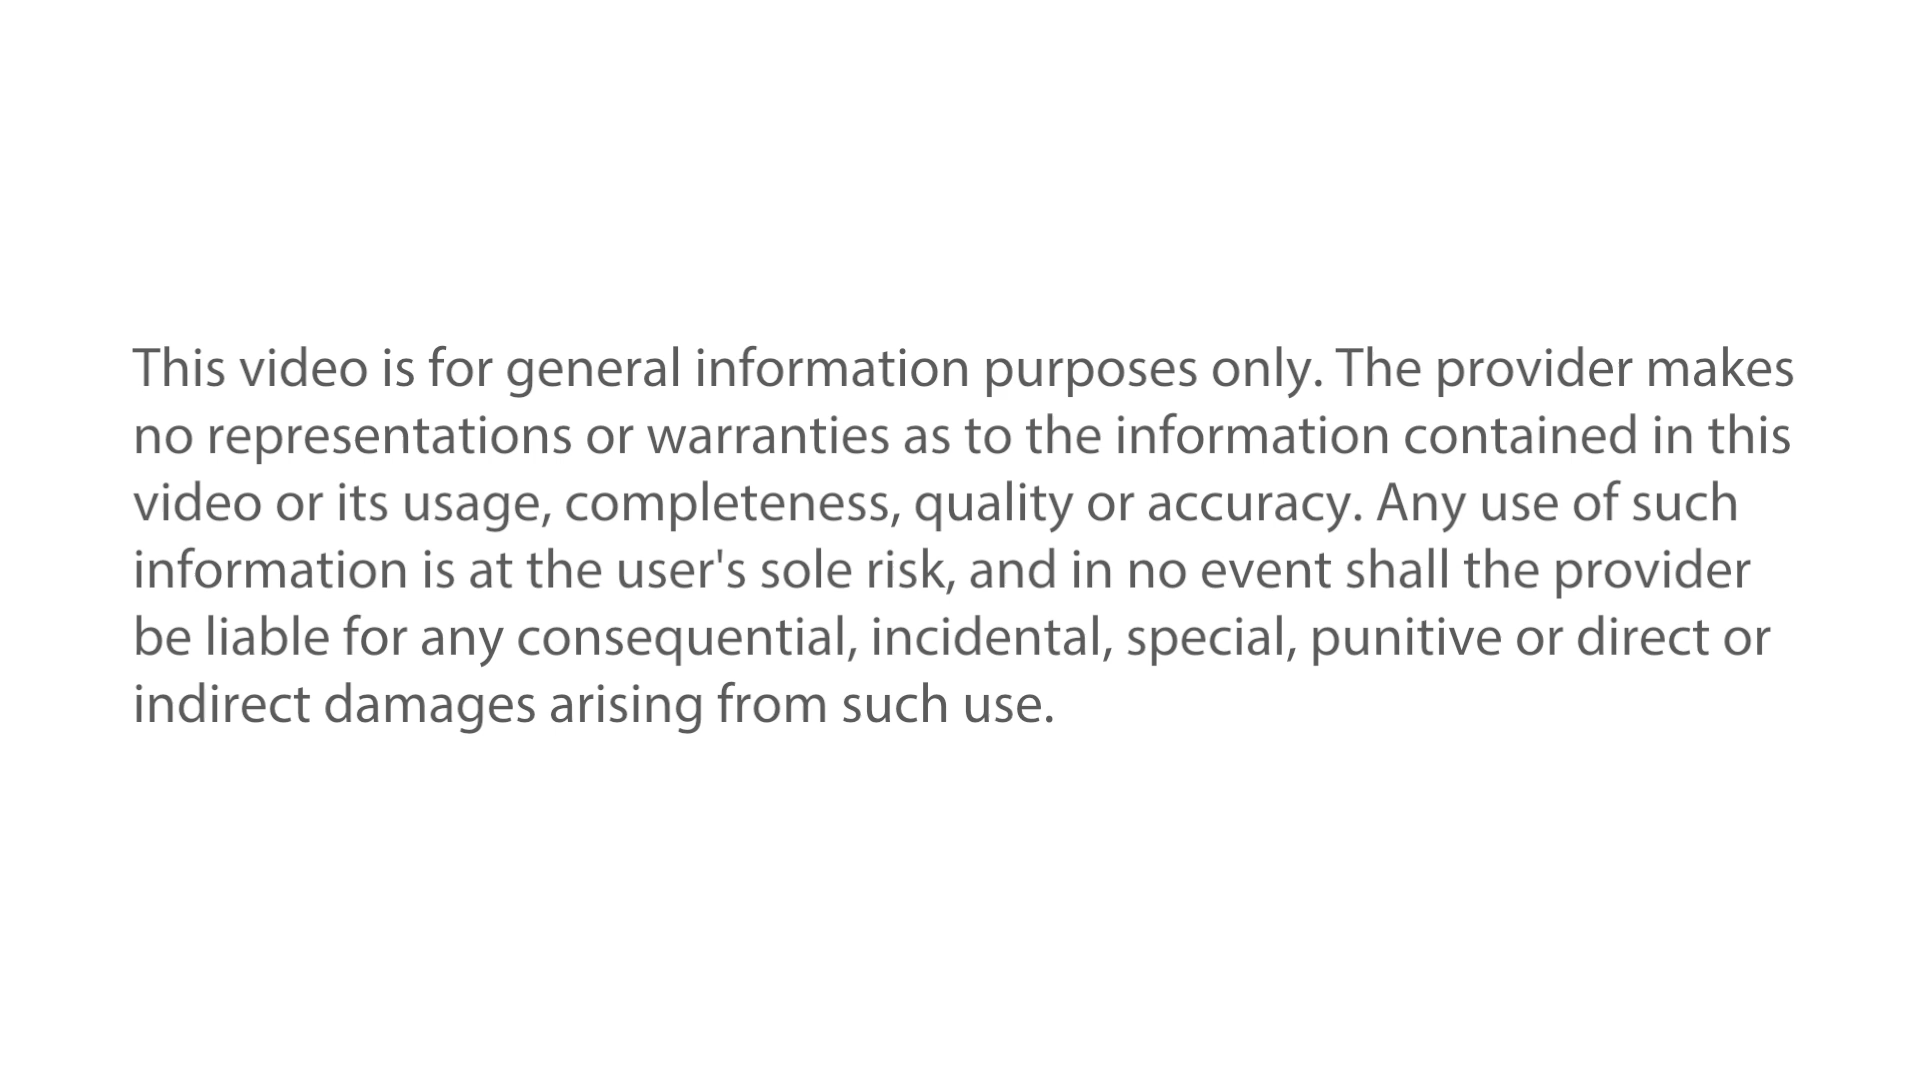 This video is for general information purposes only. The provider makes
no representations or warranties as to the information contained in this
video or its usage, completeness, quality or accuracy. Any use of such
information is at the user's sole risk, and in no event shall the provider
be liable for any consequential, incidental, special, punitive or direct or
indirect damages arising from such use.